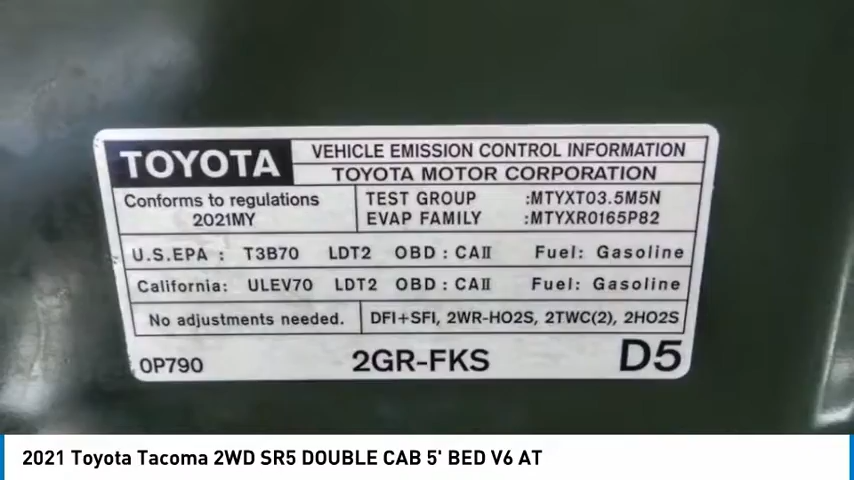 TOYOTA
VEHICLE EMISSION CONTROL INFORMATION
TOYOTA MOTOR CORPORATION
Conforms to regulations
2021MY
TEST GROUP :MTYXT03.5M5N
EVAP FAMILY :MTYXR0165P82
U.S.EPA : T3B70 LDT2 OBD : CAII Fuel: Gasoline
California: ULEV70 LDT2 OBD : CAII Fuel: Gasoline
No adjustments needed. DFI+SFI, 2WR-HO2S, 2TWC(2), 2HO2S
0P790 2GR-FKS D5
2021 Toyota Tacoma 2WD SR5 DOUBLE CAB 5' BED V6 AT